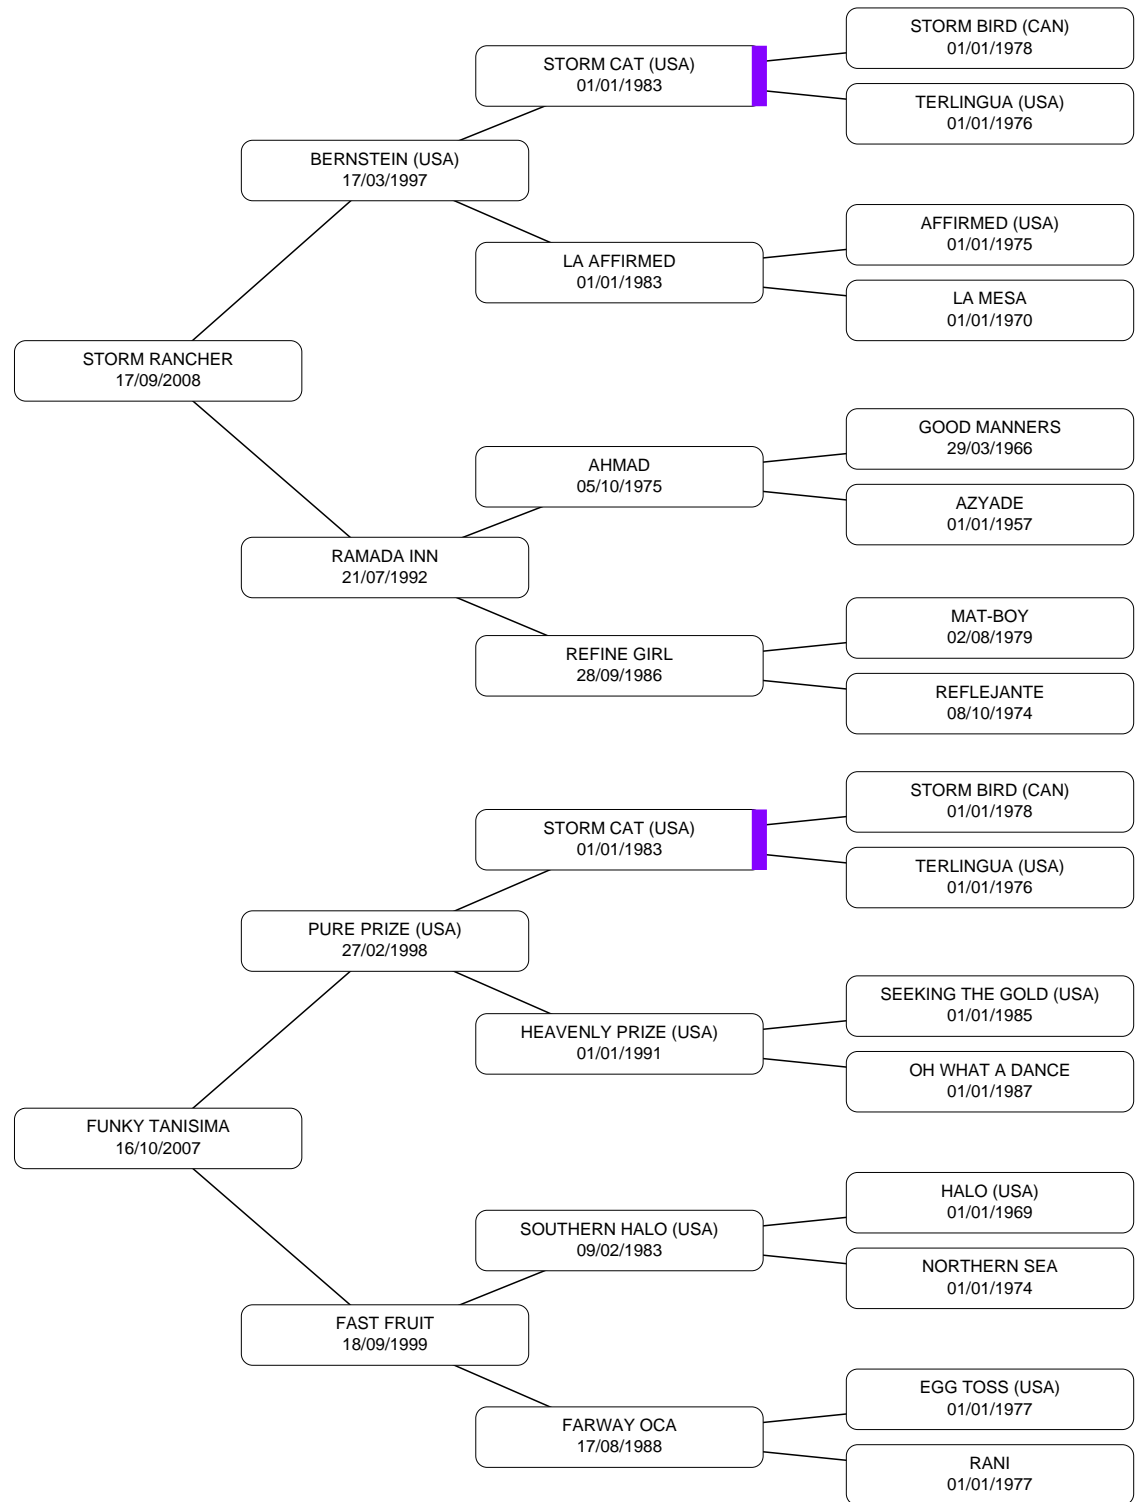 STORM BIRD (CAN)
01/01/1978
STORM CAT (USA)
01/01/1983
TERLINGUA (USA)
01/01/1976
BERNSTEIN (USA)
17/03/1997
AFFIRMED (USA)
01/01/1975
LA AFFIRMED
01/01/1983
LA MESA
01/01/1970
STORM RANCHER
17/09/2008
GOOD MANNERS
29/03/1966
AHMAD
05/10/1975
AZYADE
01/01/1957
RAMADA INN
21/07/1992
MAT-BOY
02/08/1979
REFINE GIRL
28/09/1986
REFLEJANTE
08/10/1974
STORM BIRD (CAN)
01/01/1978
STORM CAT (USA)
01/01/1983
TERLINGUA (USA)
01/01/1976
PURE PRIZE (USA)
27/02/1998
SEEKING THE GOLD (USA)
01/01/1985
HEAVENLY PRIZE (USA)
01/01/1991
OH WHAT A DANCE
01/01/1987
FUNKY TANISIMA
16/10/2007
HALO (USA)
01/01/1969
SOUTHERN HALO (USA)
09/02/1983
NORTHERN SEA
01/01/1974
FAST FRUIT
18/09/1999
EGG TOSS (USA)
01/01/1977
FARWAY OCA
17/08/1988
RANI
01/01/1977